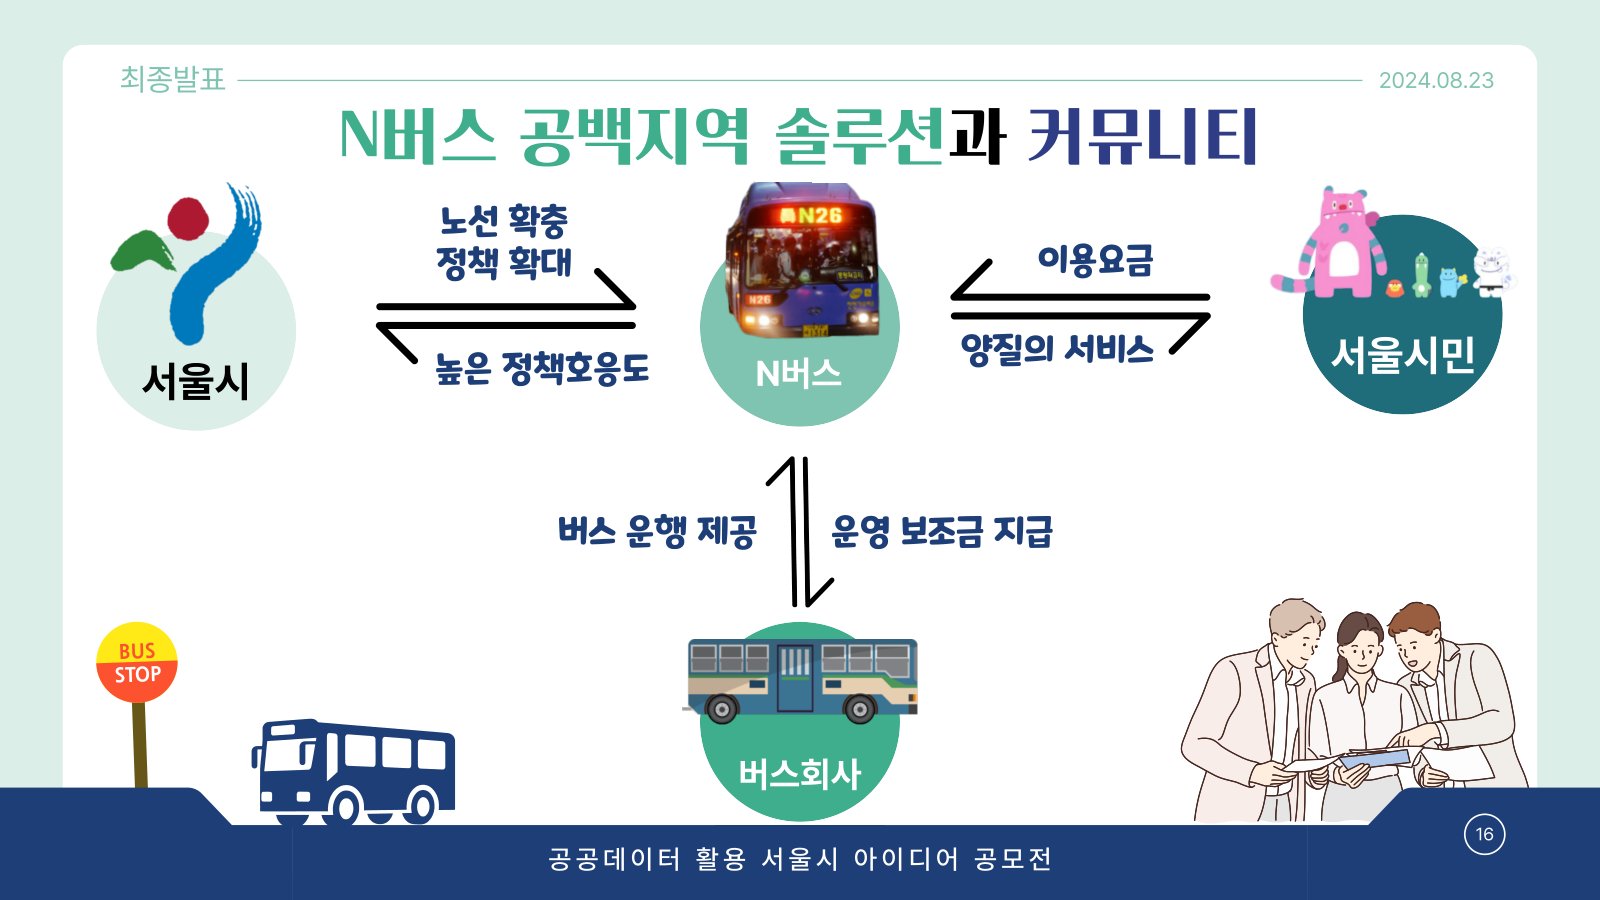 최종발표
2024.08.23
N버스 공백지역 솔루션과 커뮤니티
노선 확충
정책 확대
높은 정책호응도
서울시
N26
N26
N버스
이용요금
양질의 서비스
서울시민
버스 운행 제공
운영 보조금 지급
버스회사
BUS
STOP
공공데이터 활용 서울시 아이디어 공모전
16